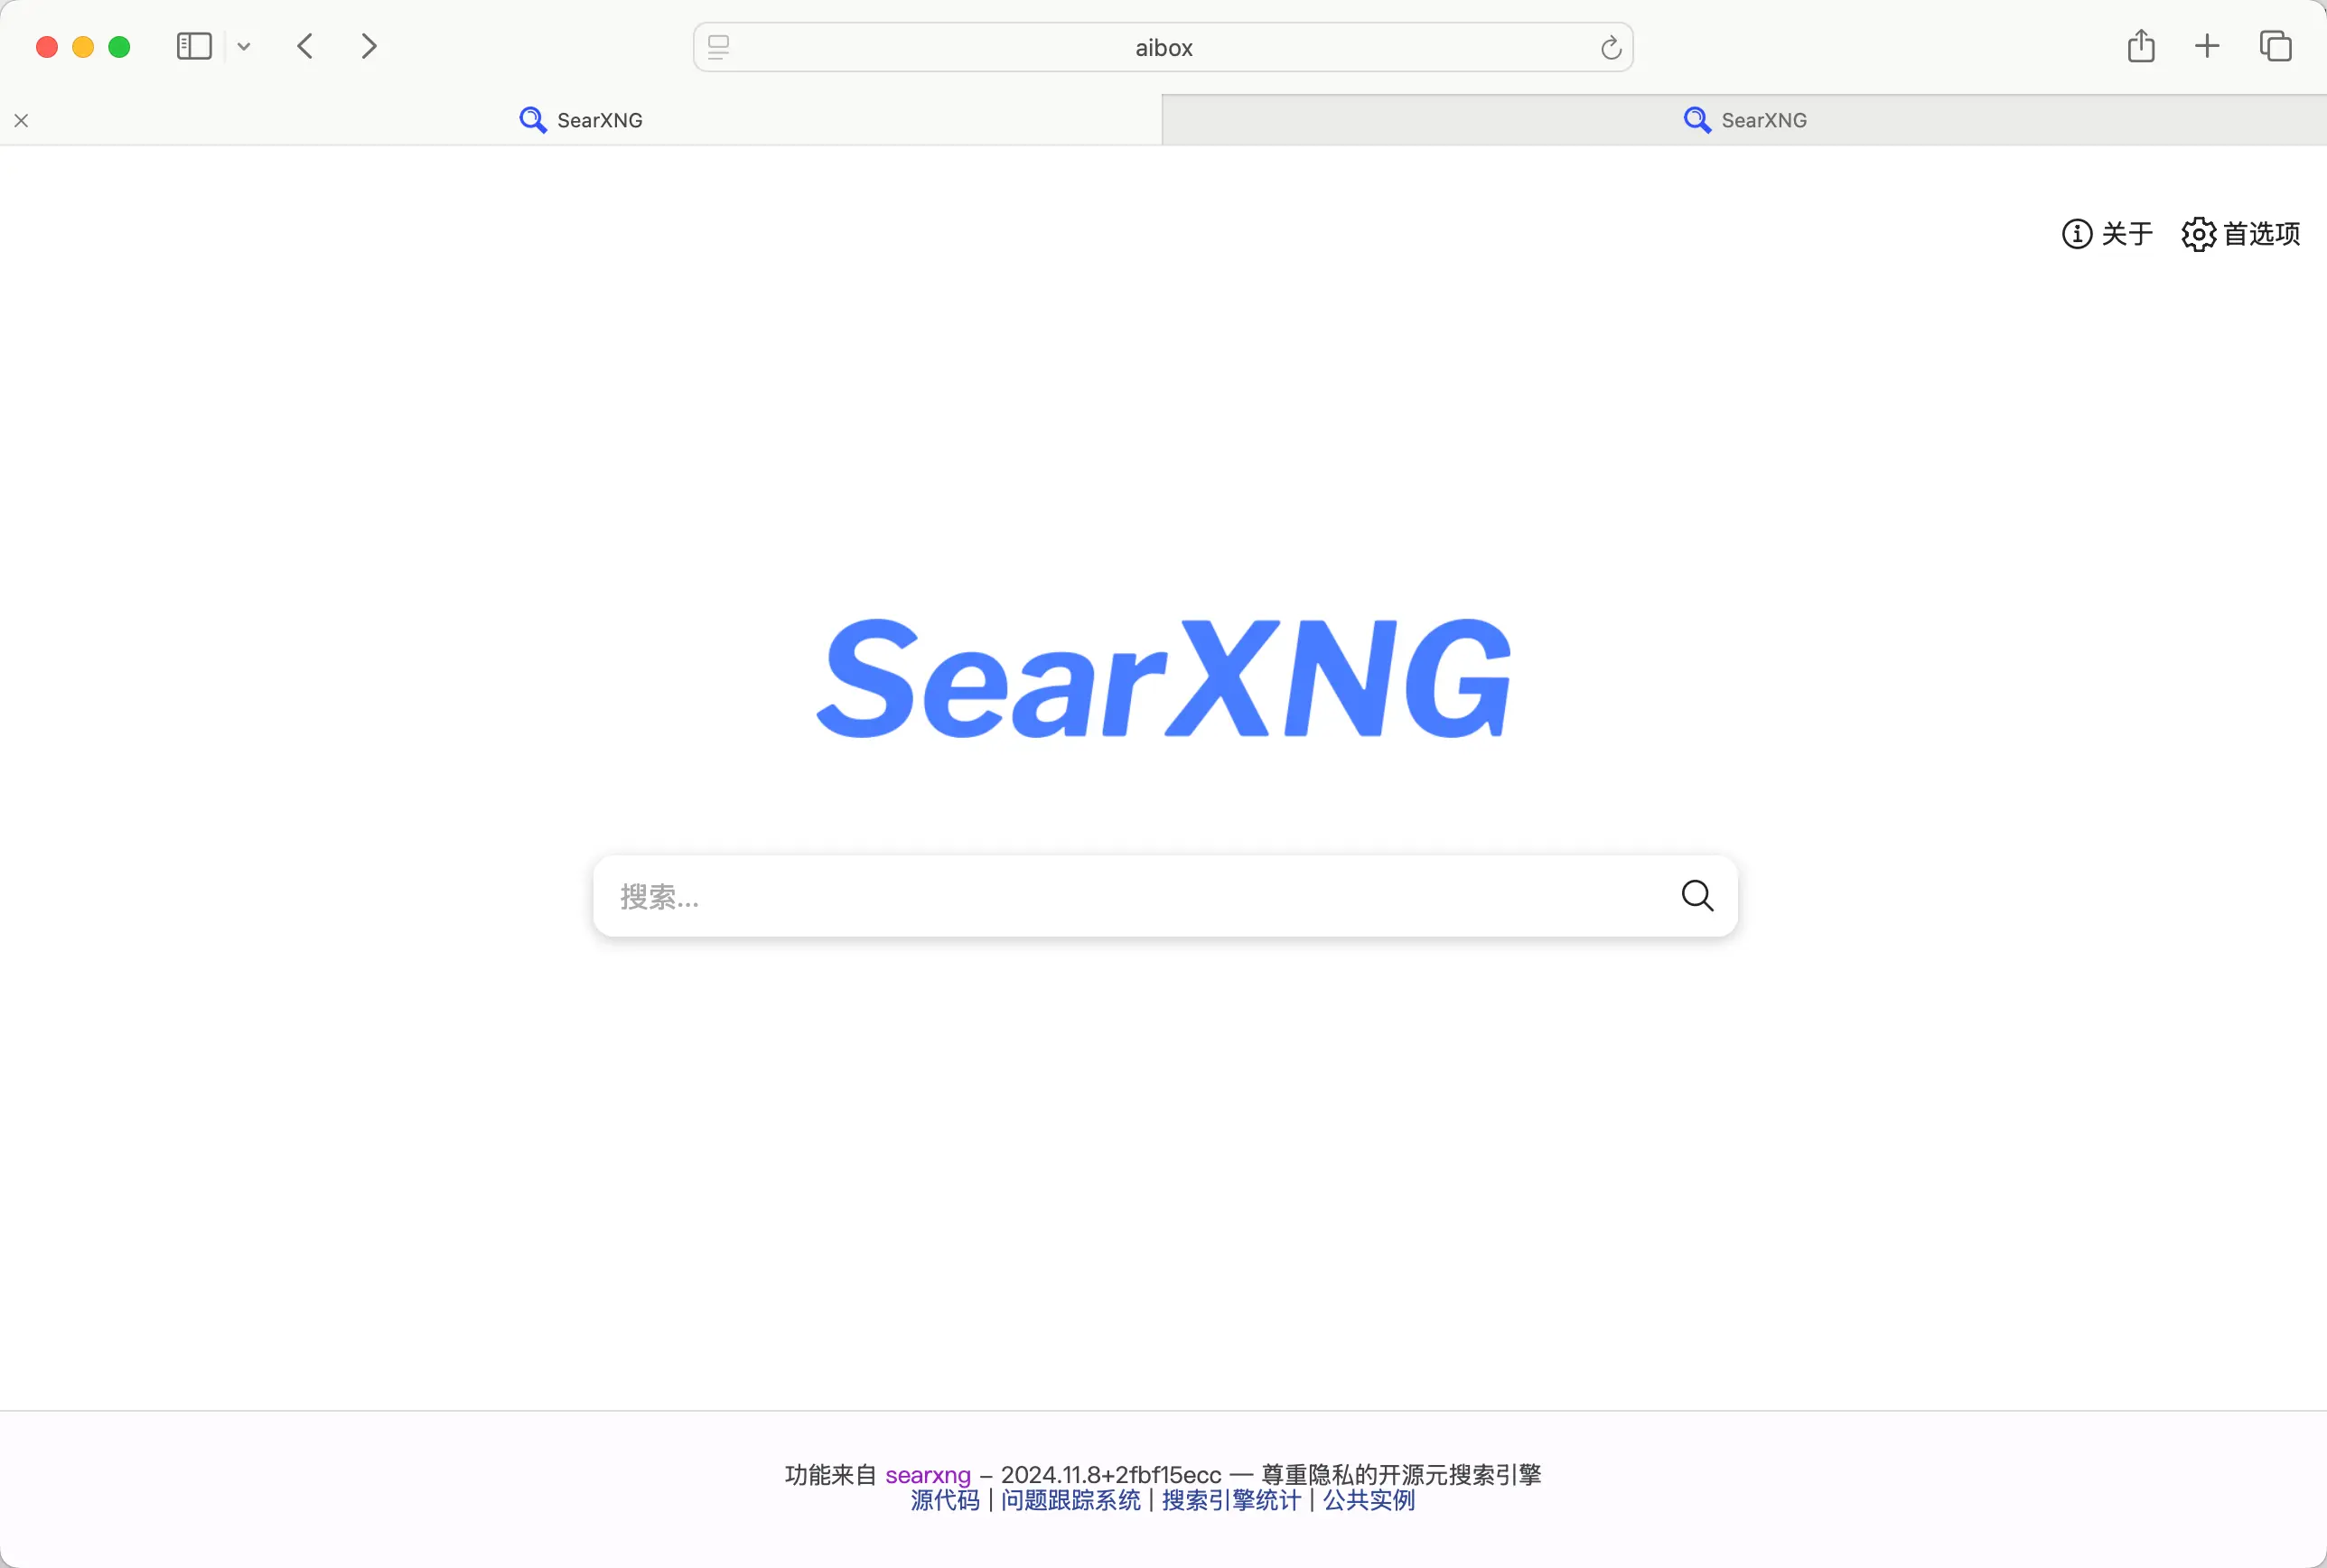 aibox
SearXNG
SearXNG
关于 首选项
SearXNG
搜索...
功能来自 searxng – 2024.11.8+2fbf15ecc — 尊重隐私的开源元搜索引擎
源代码 | 问题跟踪系统 | 搜索引擎统计 | 公共实例